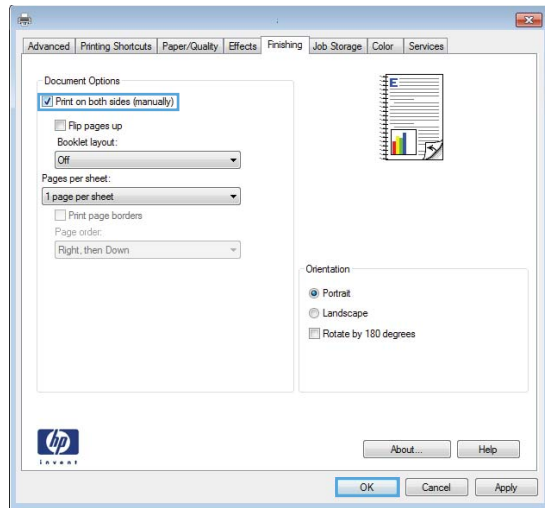 Advanced Printing Shortcuts Paper/Quality Effects Finishing Job Storage Color Services
Document Options
Print on both sides (manually)
Flip pages up
Booklet layout:
Off
Pages per sheet:
1 page per sheet
Print page borders
Page order:
Right, then Down
E
Orientation
Portrait
Landscape
Rotate by 180 degrees
hp
invent
About... Help
OK Cancel Apply